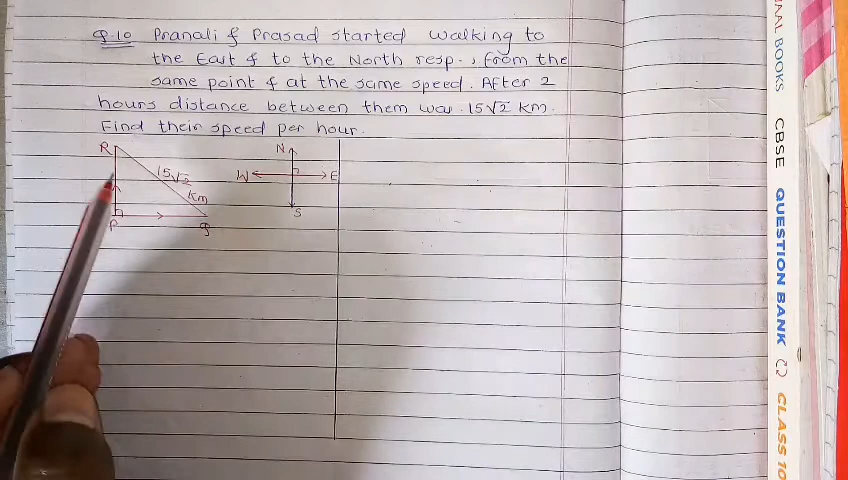 Q.10 Pranali & Prasad started walking to
the East & to the North resp., from the
same point & at the same speed. After 2
hours distance between them was 15√2 km.
Find their speed per hour.
R
15√2
km
P
Q
N
W
E
S
BOOKS CBSE QUESTION BANK CLASS 10